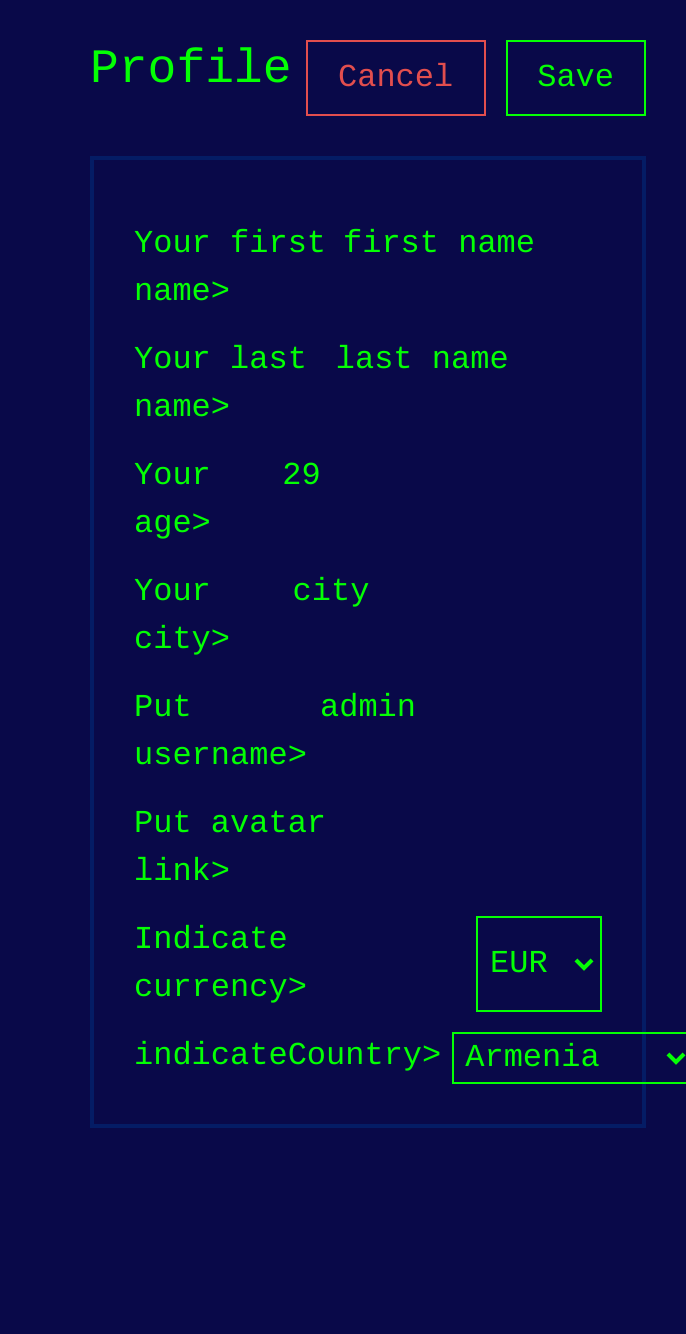 Profile Cancel Save
Your first first name
name>
Your last last name
name>
Your 29
age>
Your city
city>
Put admin
username>
Put avatar
link>
Indicate
currency> EUR
indicateCountry> Armenia